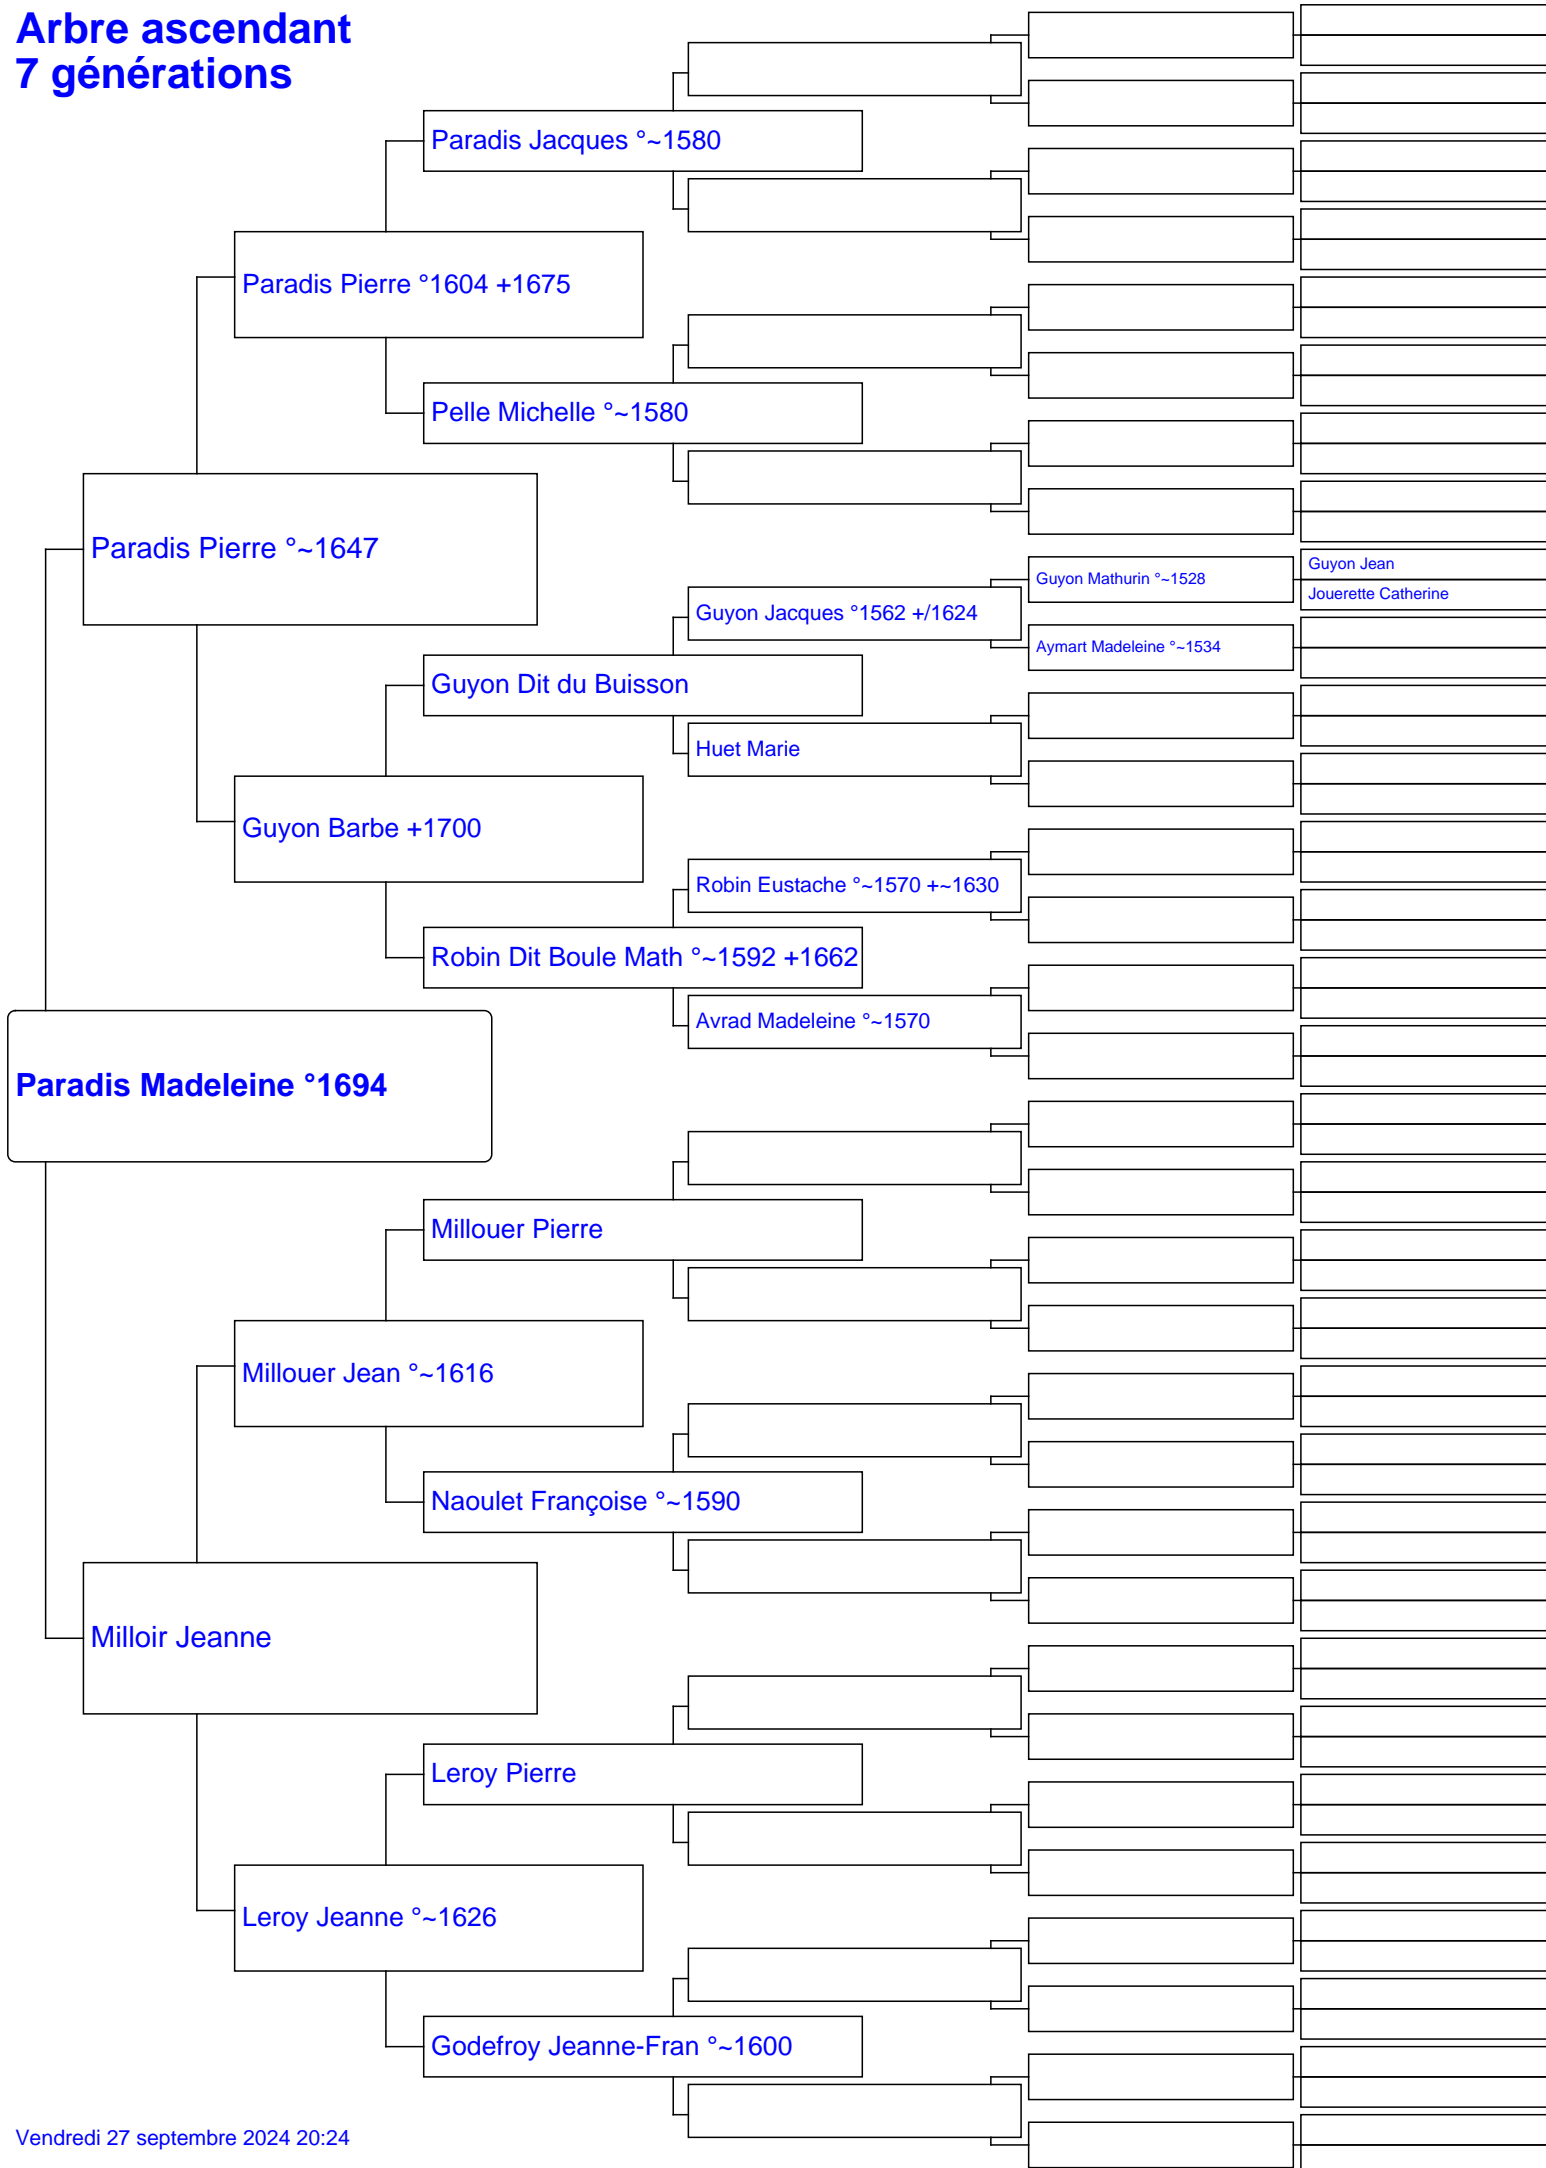 Arbre ascendant
7 générations
Paradis Jacques °~1580
Paradis Pierre °1604 +1675
Pelle Michelle °~1580
Paradis Pierre °~1647
Guyon Mathurin °~1528
Guyon Jean
Jouerette Catherine
Guyon Jacques °1562 +/1624
Aymart Madeleine °~1534
Guyon Dit du Buisson
Huet Marie
Guyon Barbe +1700
Robin Eustache °~1570 +~1630
Robin Dit Boule Math °~1592 +1662
Avrad Madeleine °~1570
Paradis Madeleine °1694
Millouer Pierre
Millouer Jean °~1616
Naoulet Françoise °~1590
Milloir Jeanne
Leroy Pierre
Leroy Jeanne °~1626
Godefroy Jeanne-Fran °~1600
Vendredi 27 septembre 2024 20:24